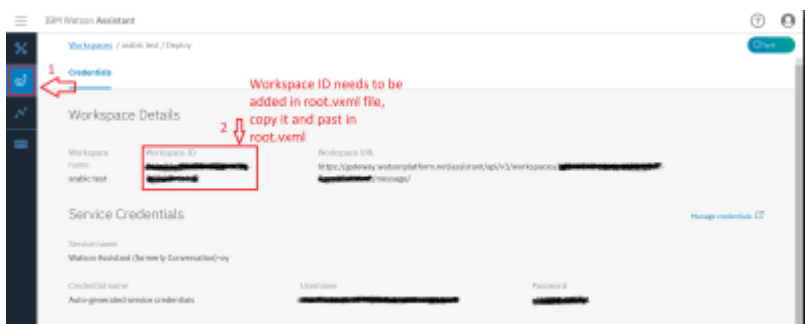 IBM Watson Assistant
Workspaces / arabic test / Deploy
1
Credentials
Workspace ID needs to be
added in root.vxml file,
copy it and past in
root.vxml
Workspace Details
2
Workspace name
Workspace ID
Workspace URL
arabic test
https://gateway.watsonplatform.net/assistant/api/v1/workspaces/
/message/
Service Credentials
Manage credentials
Service name
Watson Assistant (formerly Conversation)-oy
Credential name
Username
Password
Auto-generated service credentials